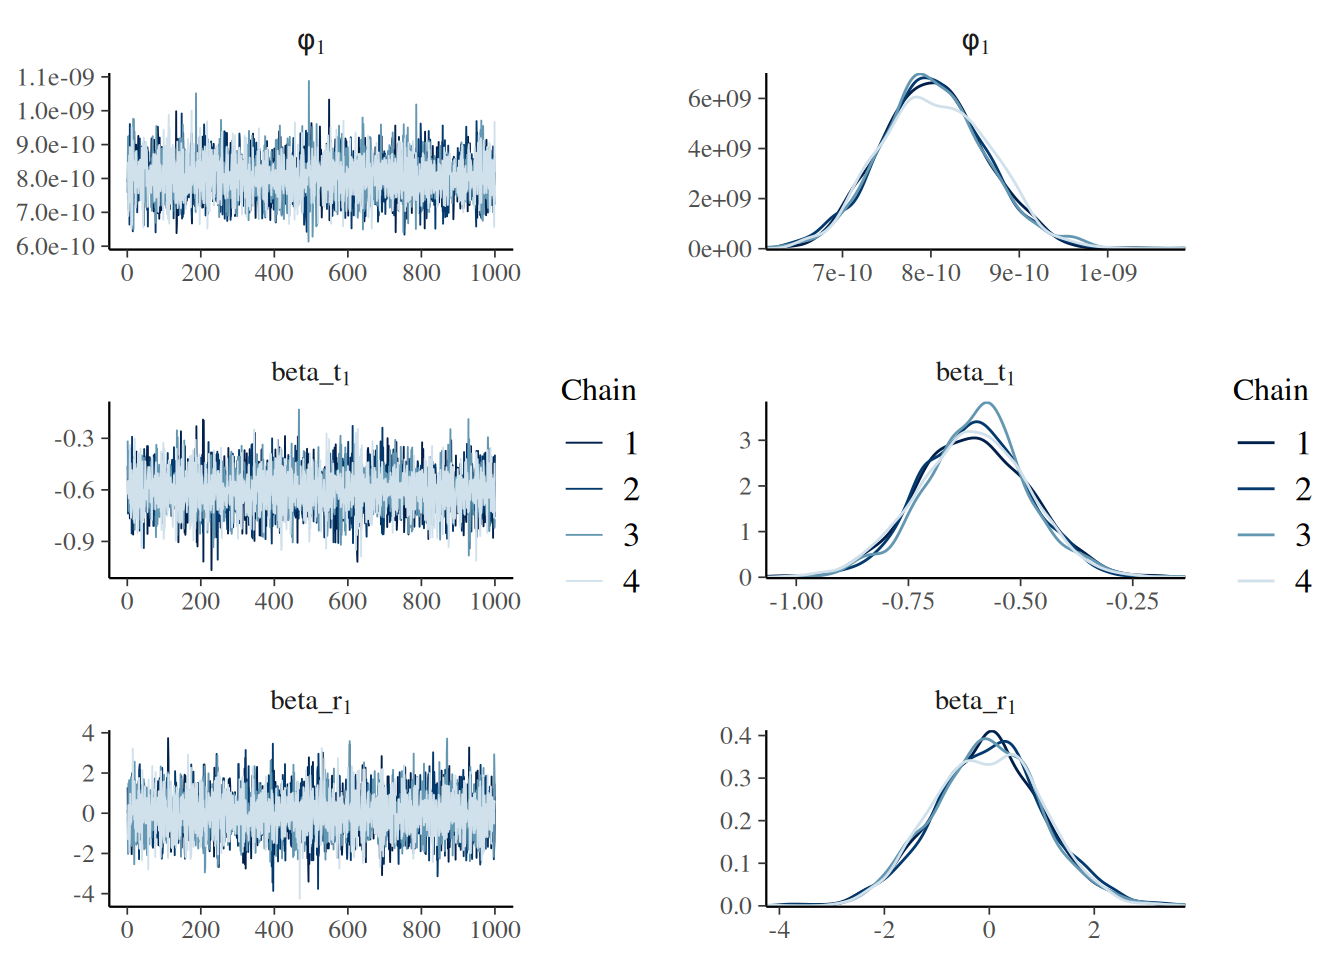 φ1
φ1
1.1e-09
1.0e-09
9.0e-10
8.0e-10
7.0e-10
6.0e-10
0 200 400 600 800 1000
6e+09
4e+09
2e+09
0e+00
7e-10 8e-10 9e-10 1e-09
beta_t1
-0.3
-0.6
-0.9
0 200 400 600 800 1000
Chain
1
2
3
4
beta_t1
3
2
1
0
-1.00 -0.75 -0.50 -0.25
Chain
1
2
3
4
beta_r1
4
2
0
-2
-4
0 200 400 600 800 1000
beta_r1
0.4
0.3
0.2
0.1
0.0
-4 -2 0 2